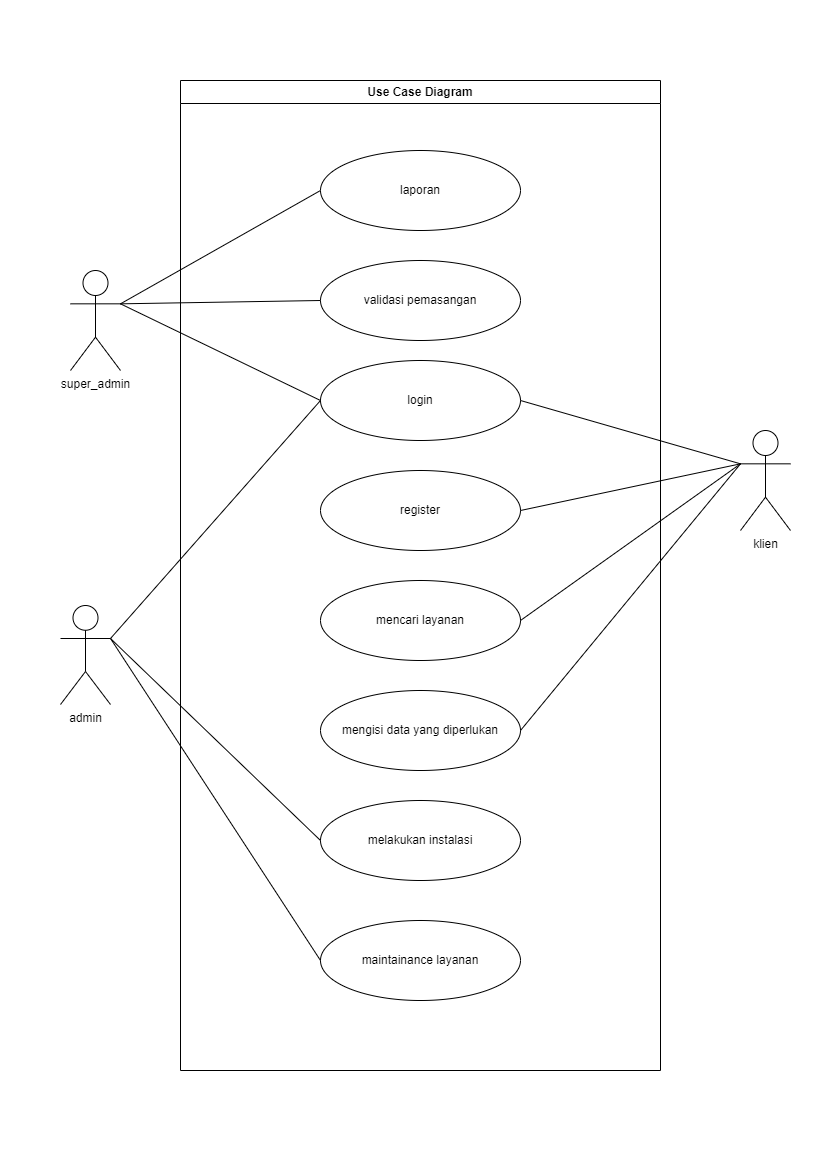 Use Case Diagram
laporan
validasi pemasangan
super_admin
login
register
klien
mencari layanan
admin
mengisi data yang diperlukan
melakukan instalasi
maintainance layanan